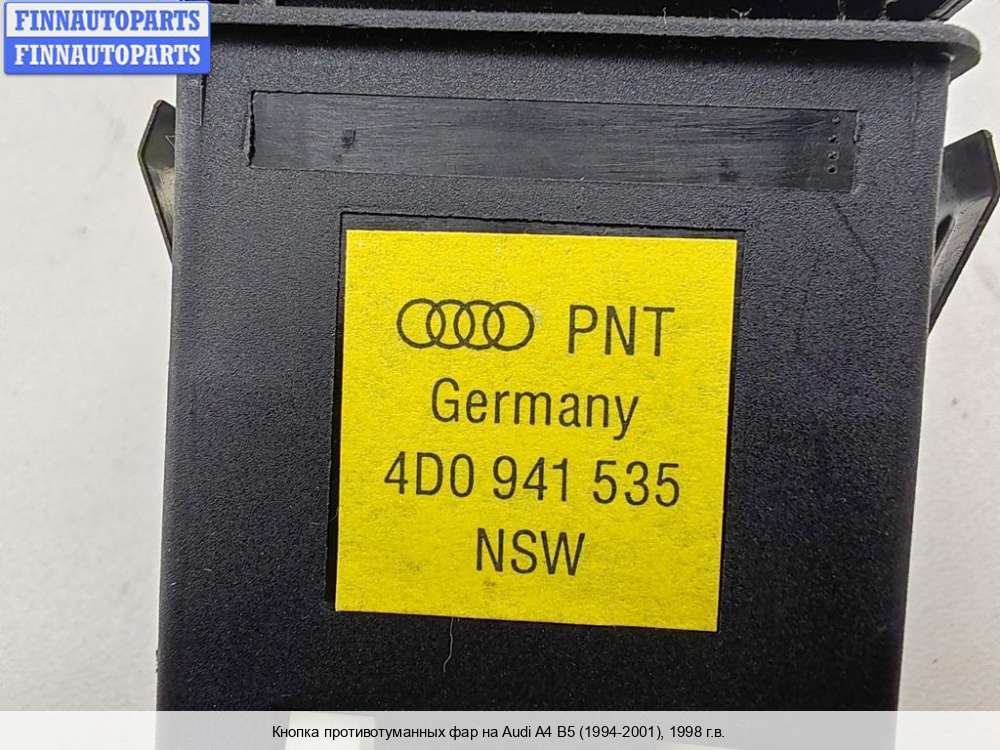 FINNAUTOPARTS
FINNAUTOPARTS
PNT
Germany
4D0 941 535
NSW
Кнопка противотуманных фар на Audi A4 B5 (1994-2001), 1998 г.в.